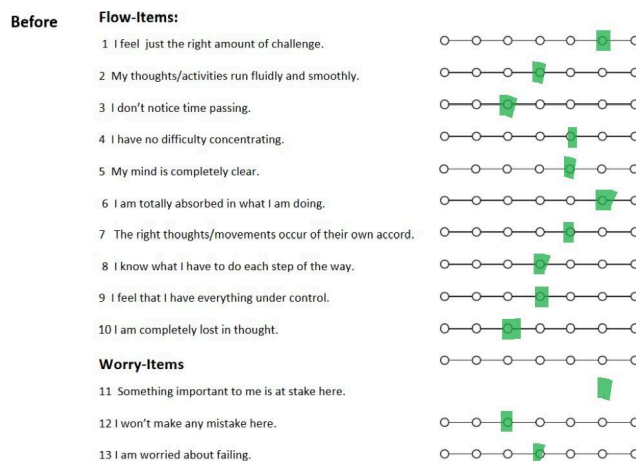 Before
Flow-Items:
1 I feel just the right amount of challenge.
2 My thoughts/activities run fluidly and smoothly.
3 I don't notice time passing.
4 I have no difficulty concentrating.
5 My mind is completely clear.
6 I am totally absorbed in what I am doing.
7 The right thoughts/movements occur of their own accord.
8 I know what I have to do each step of the way.
9 I feel that I have everything under control.
10 I am completely lost in thought.
Worry-Items
11 Something important to me is at stake here.
12 I won't make any mistake here.
13 I am worried about failing.